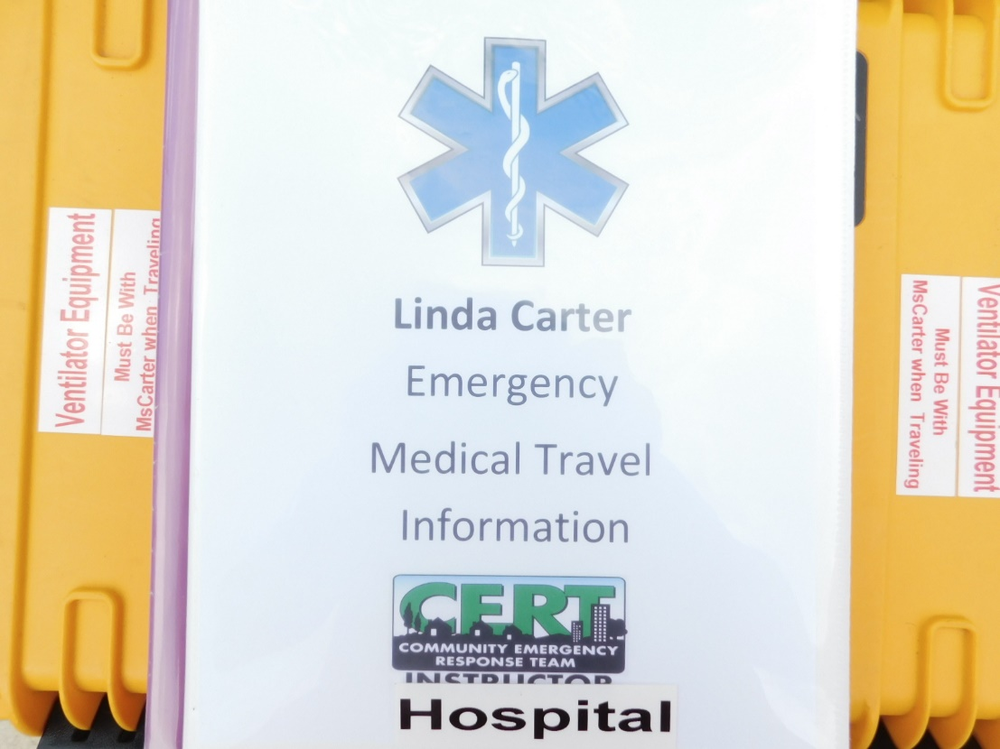 Ventilator Equipment
Must Be With
MsCarter when Traveling
Linda Carter
Emergency
Medical Travel
Information
CERT
COMMUNITY EMERGENCY
RESPONSE TEAM
INSTRUCTOR
Hospital
Ventilator Equipment
Must Be With
MsCarter when Traveling